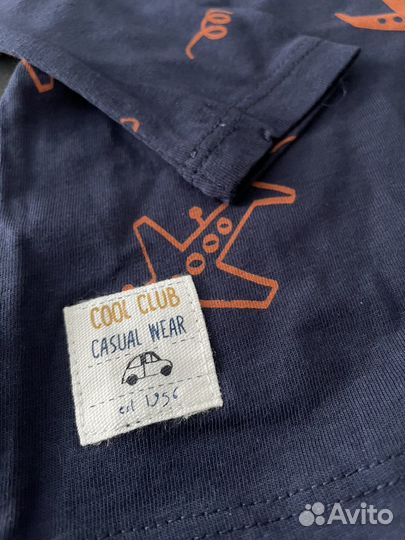 COOL CLUB
CASUAL WEAR
est 1956
Avito